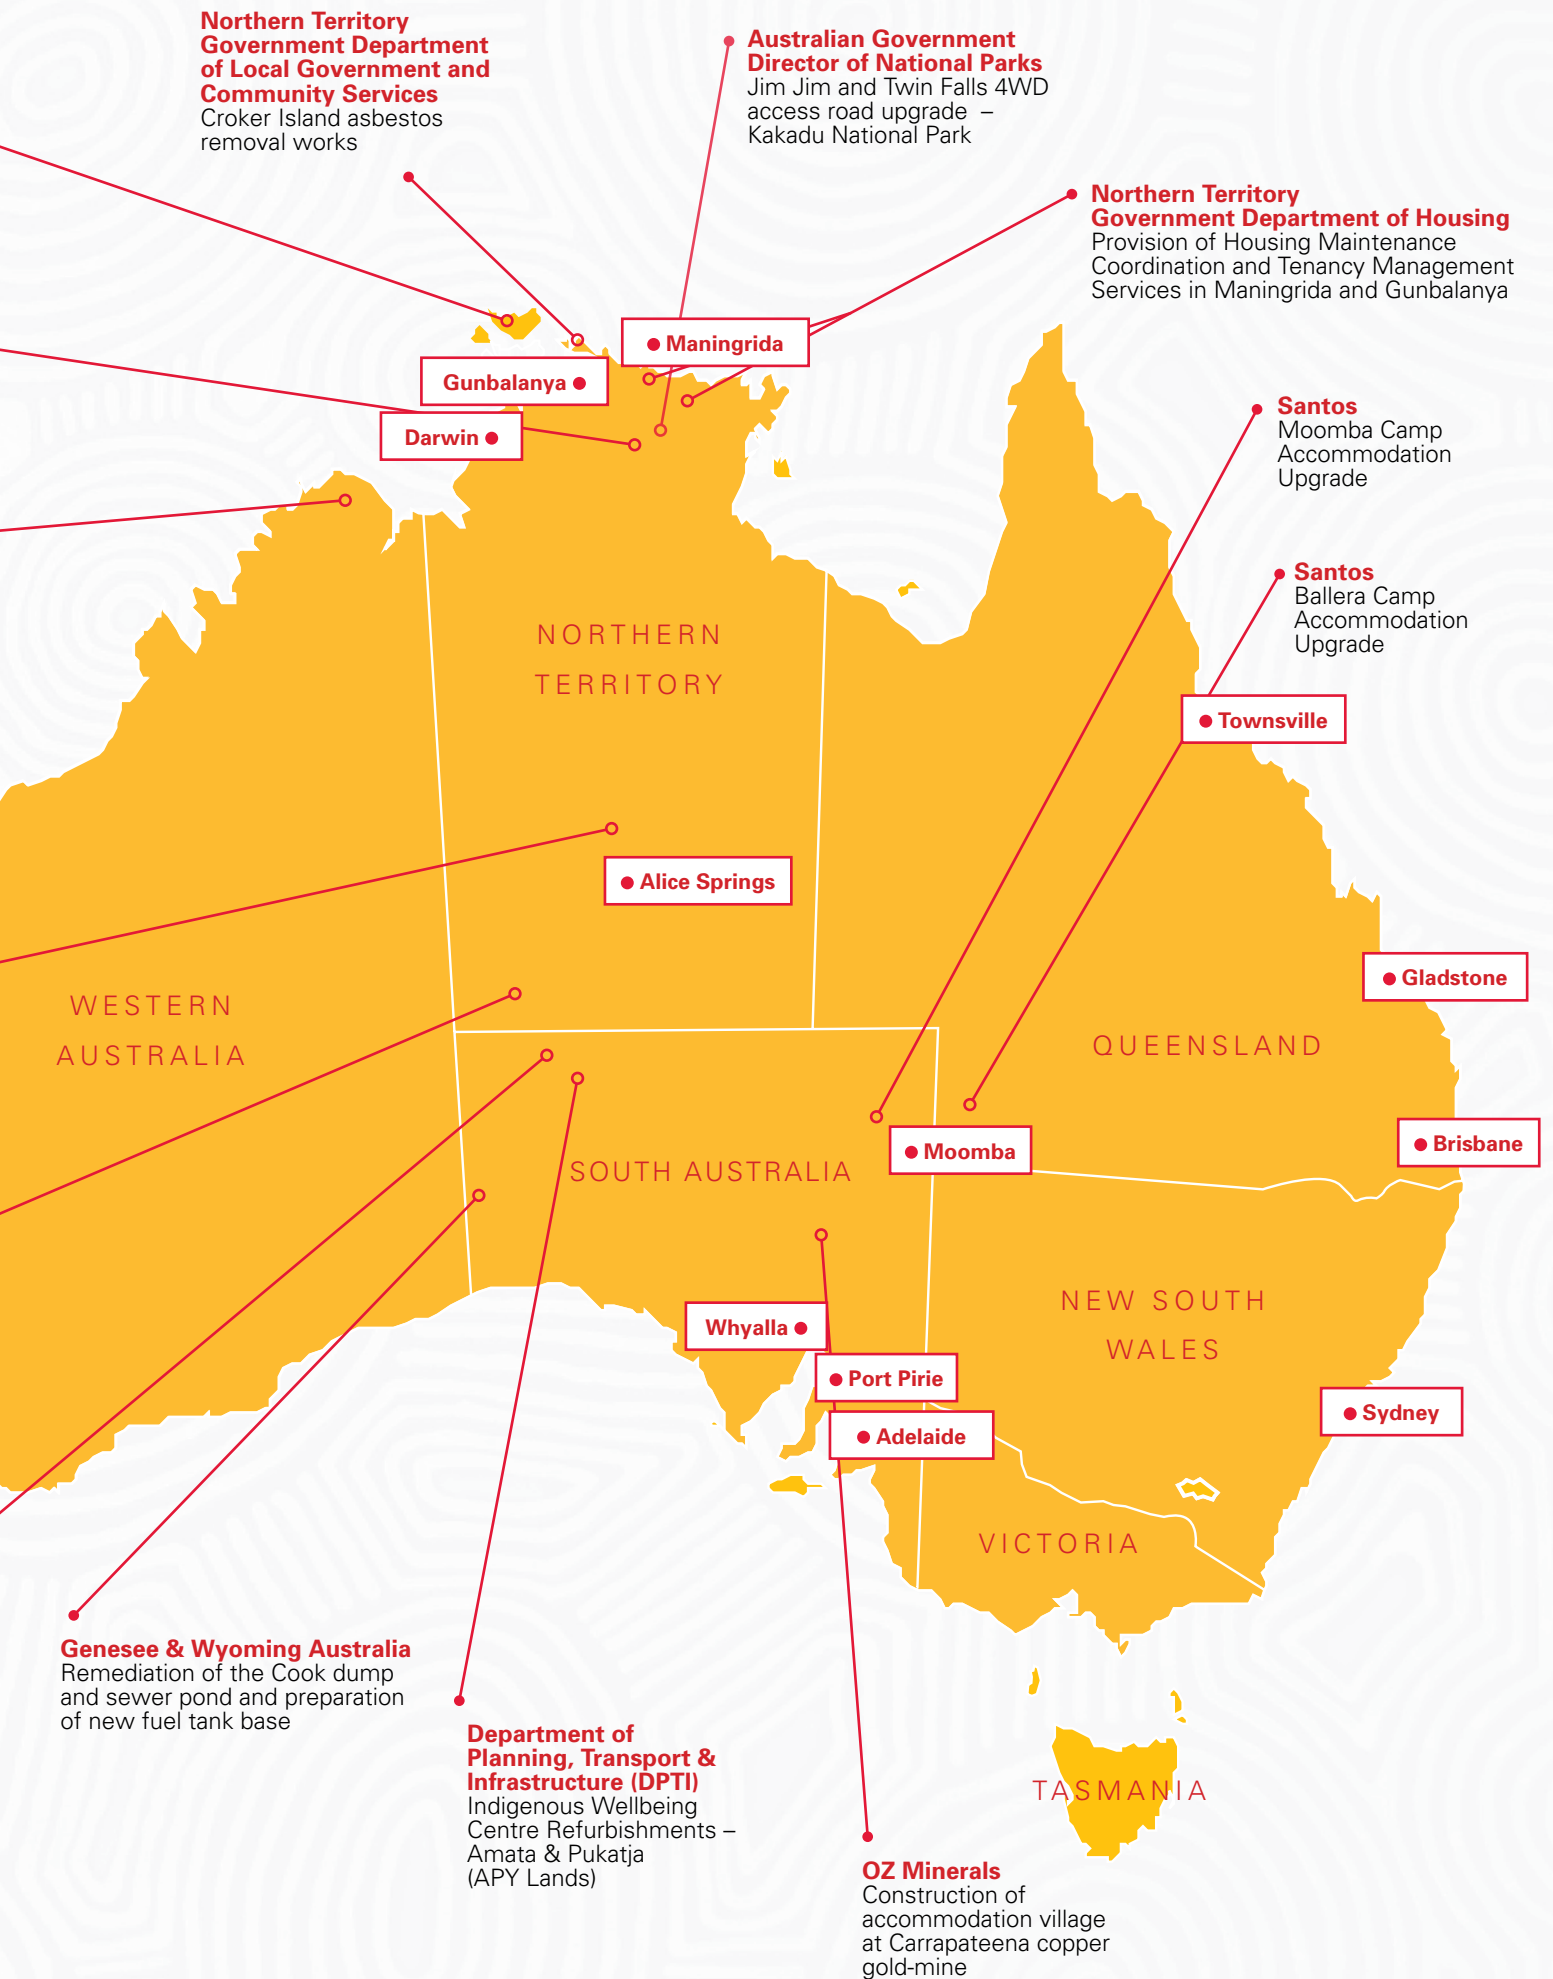 Northern Territory
Government Department
of Local Government and
Community Services
Croker Island asbestos
removal works
Australian Government
Director of National Parks
Jim Jim and Twin Falls 4WD
access road upgrade –
Kakadu National Park
Northern Territory
Government Department of Housing
Provision of Housing Maintenance
Coordination and Tenancy Management
Services in Maningrida and Gunbalanya
Maningrida
Gunbalanya
Darwin
Santos
Moomba Camp
Accommodation
Upgrade
Santos
Ballera Camp
Accommodation
Upgrade
NORTHERN
TERRITORY
Townsville
Alice Springs
Gladstone
WESTERN
AUSTRALIA
QUEENSLAND
Brisbane
Moomba
SOUTH AUSTRALIA
NEW SOUTH
WALES
Whyalla
Port Pirie
Adelaide
Sydney
VICTORIA
Genesee & Wyoming Australia
Remediation of the Cook dump
and sewer pond and preparation
of new fuel tank base
Department of
Planning, Transport &
Infrastructure (DPTI)
Indigenous Wellbeing
Centre Refurbishments –
Amata & Pukatja
(APY Lands)
TASMANIA
OZ Minerals
Construction of
accommodation village
at Carrapateena copper
gold-mine